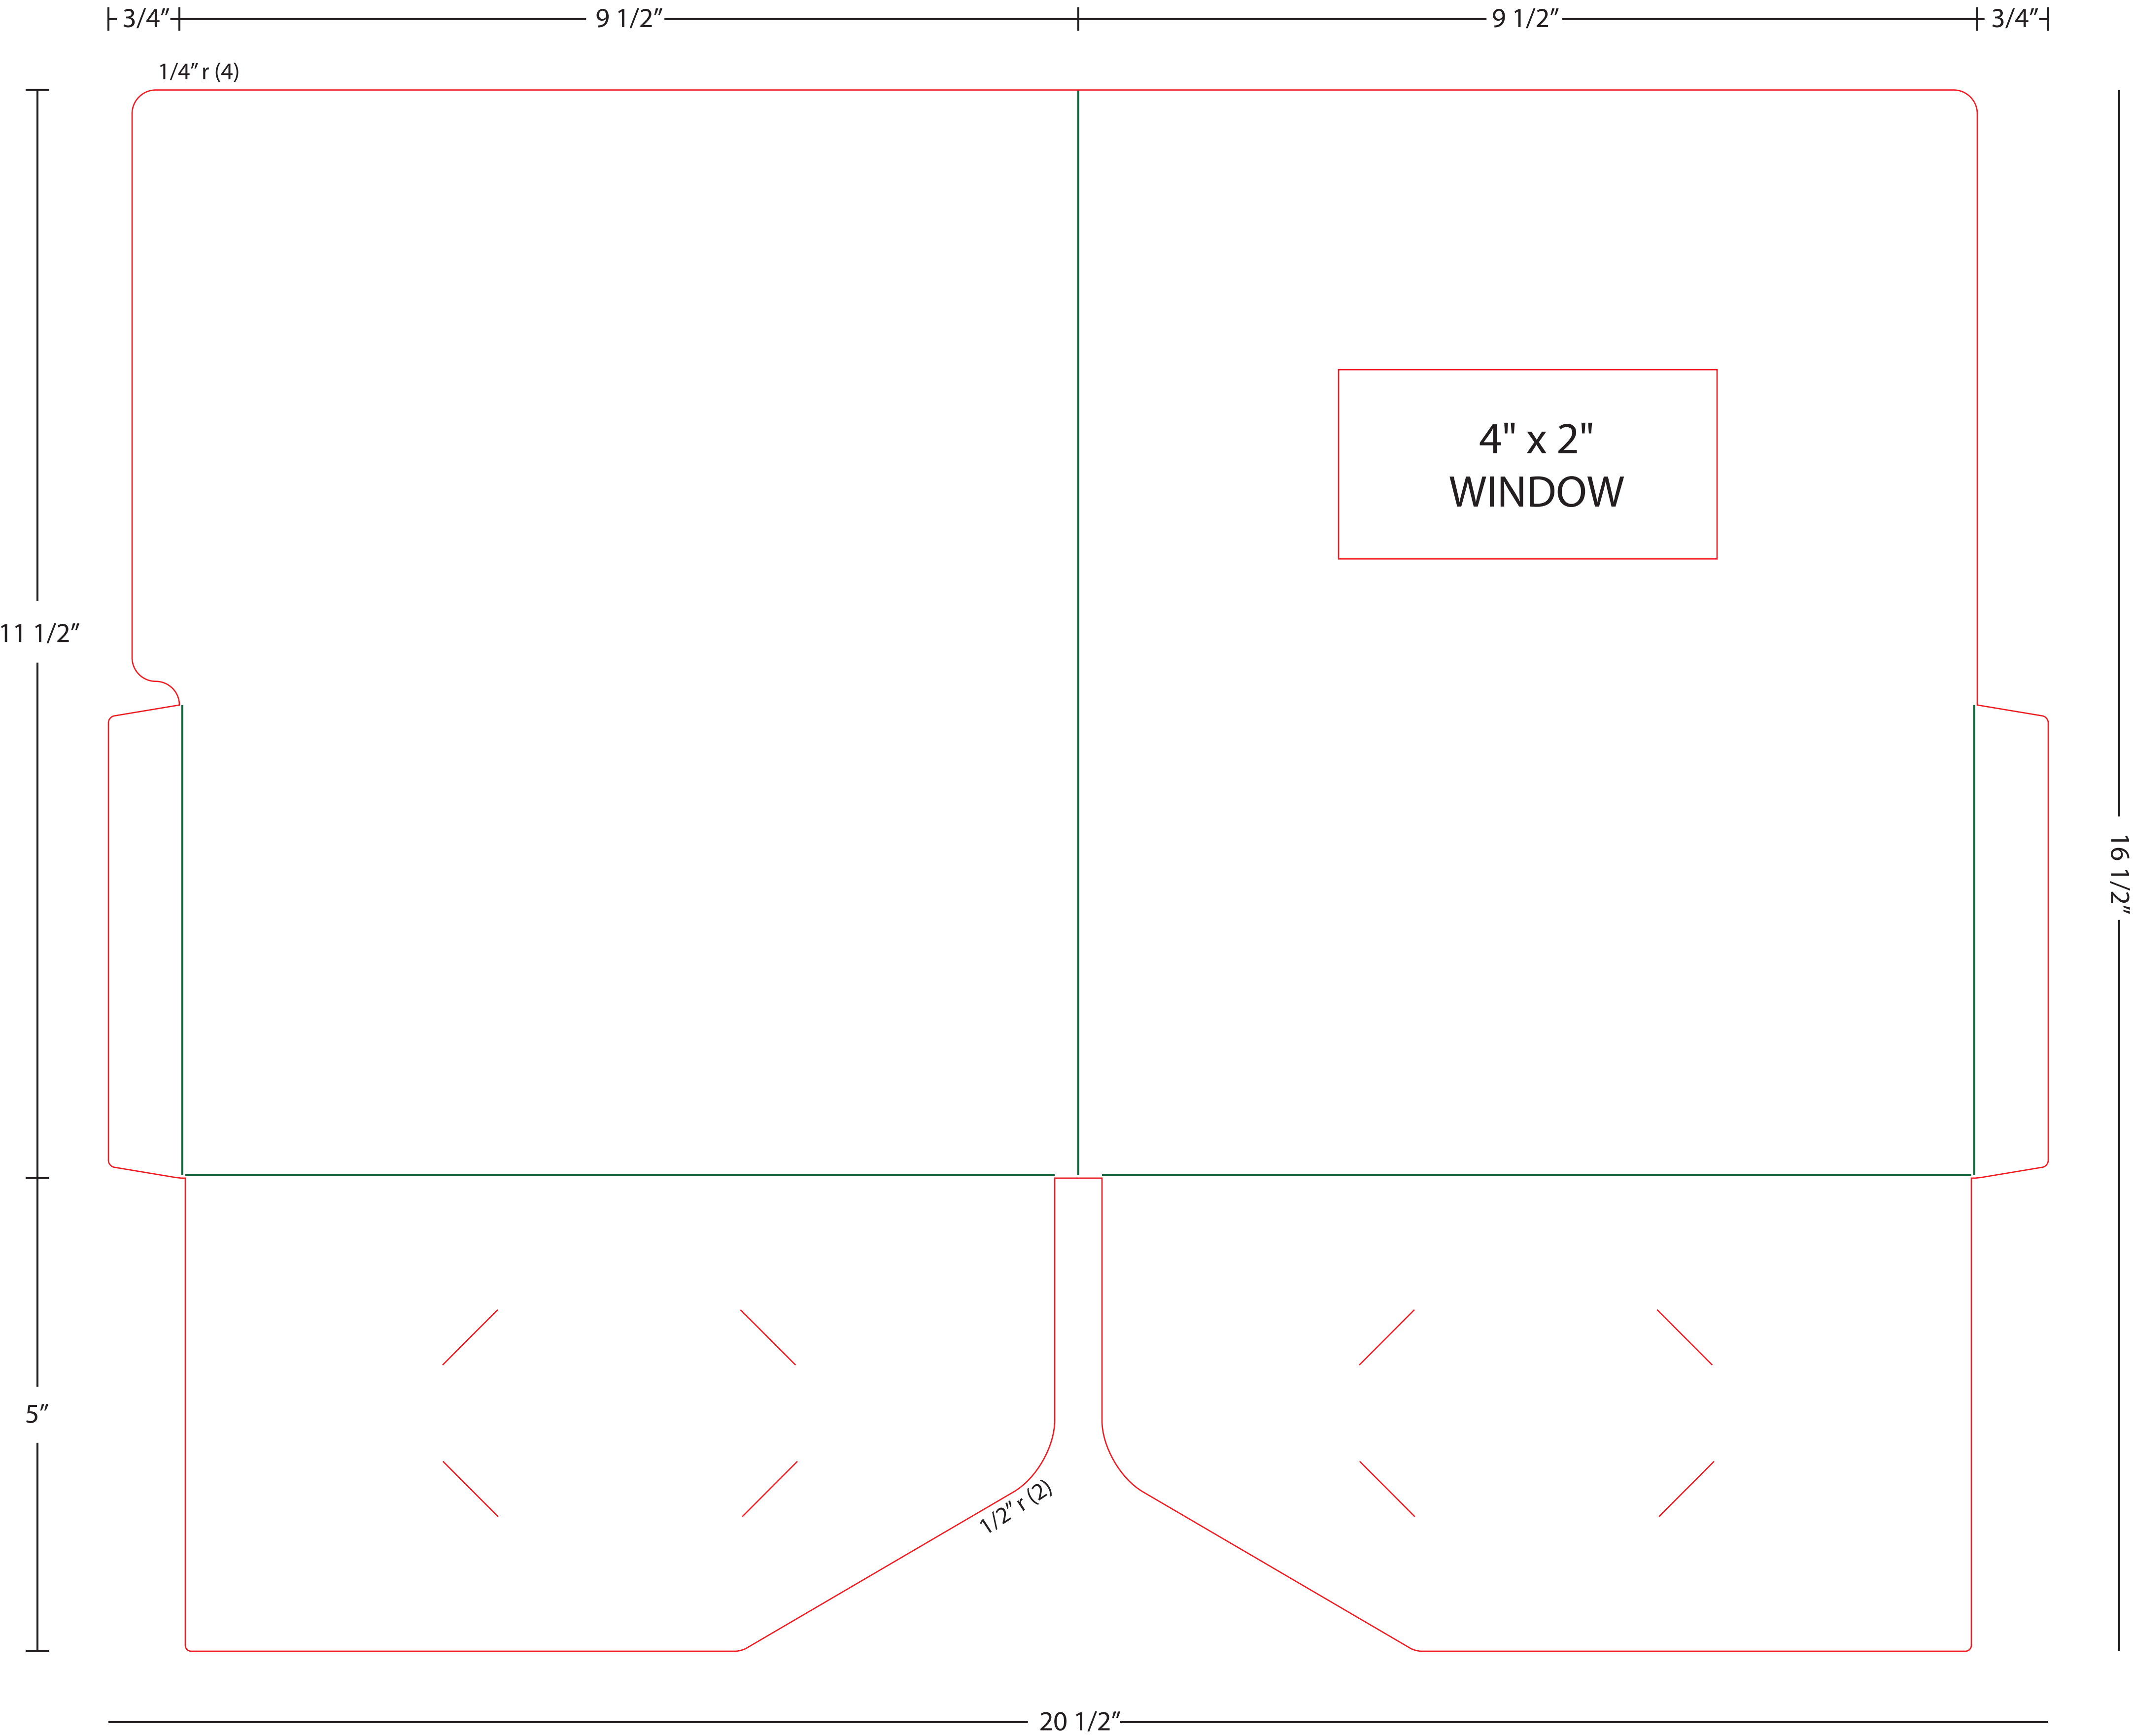 3/4”
9 1/2”
9 1/2”
3/4”
1/4” r (4)
4" x 2"
WINDOW
11 1/2”
16 1/2”
5”
1/2” r (2)
20 1/2”